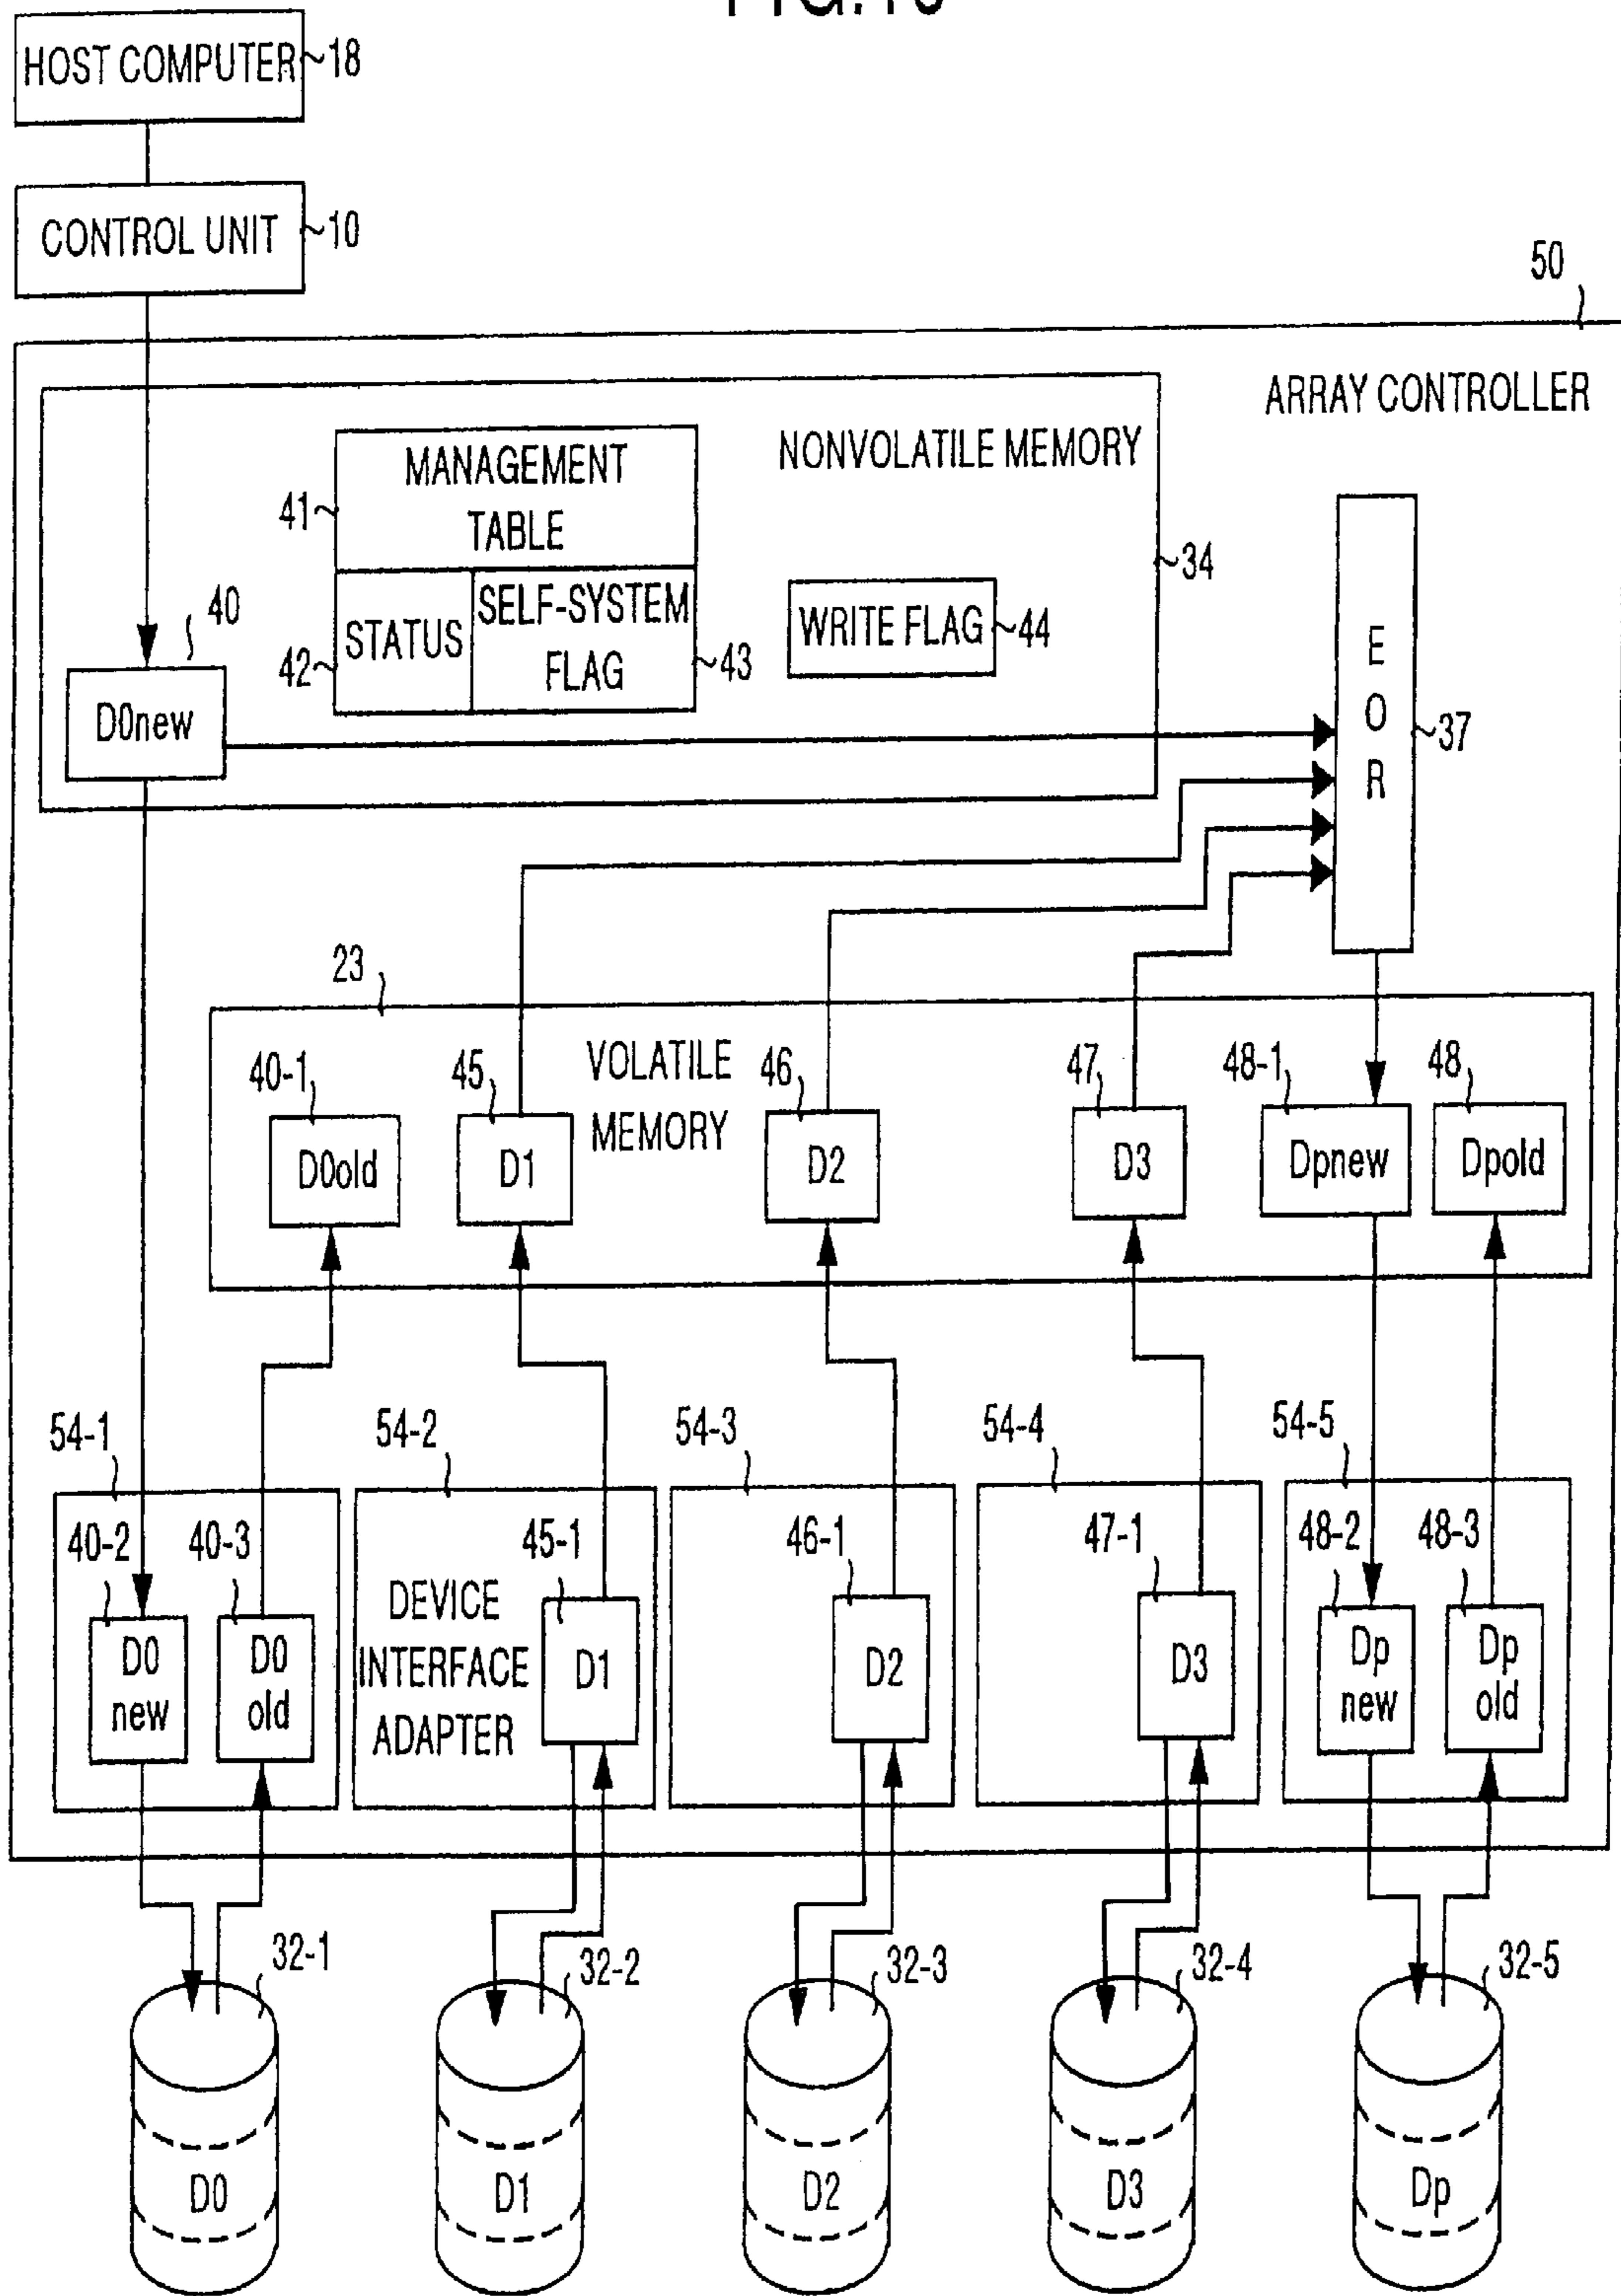 HOST COMPUTER 18
CONTROL UNIT 10
50
ARRAY CONTROLLER
NONVOLATILE MEMORY
MANAGEMENT
TABLE
41
34
40
STATUS
42
SELF-SYSTEM
FLAG
43
WRITE FLAG 44
E
O
R
37
D0new
23
VOLATILE
MEMORY
40-1
45
46
47
48-1
48
D0old
D1
D2
D3
Dpnew
Dpold
54-1
54-2
54-3
54-4
54-5
40-2
40-3
45-1
46-1
47-1
48-2
48-3
D0
new
D0
old
DEVICE
INTERFACE
ADAPTER
D1
D2
D3
Dp
new
Dp
old
32-1
32-2
32-3
32-4
32-5
D0
D1
D2
D3
Dp